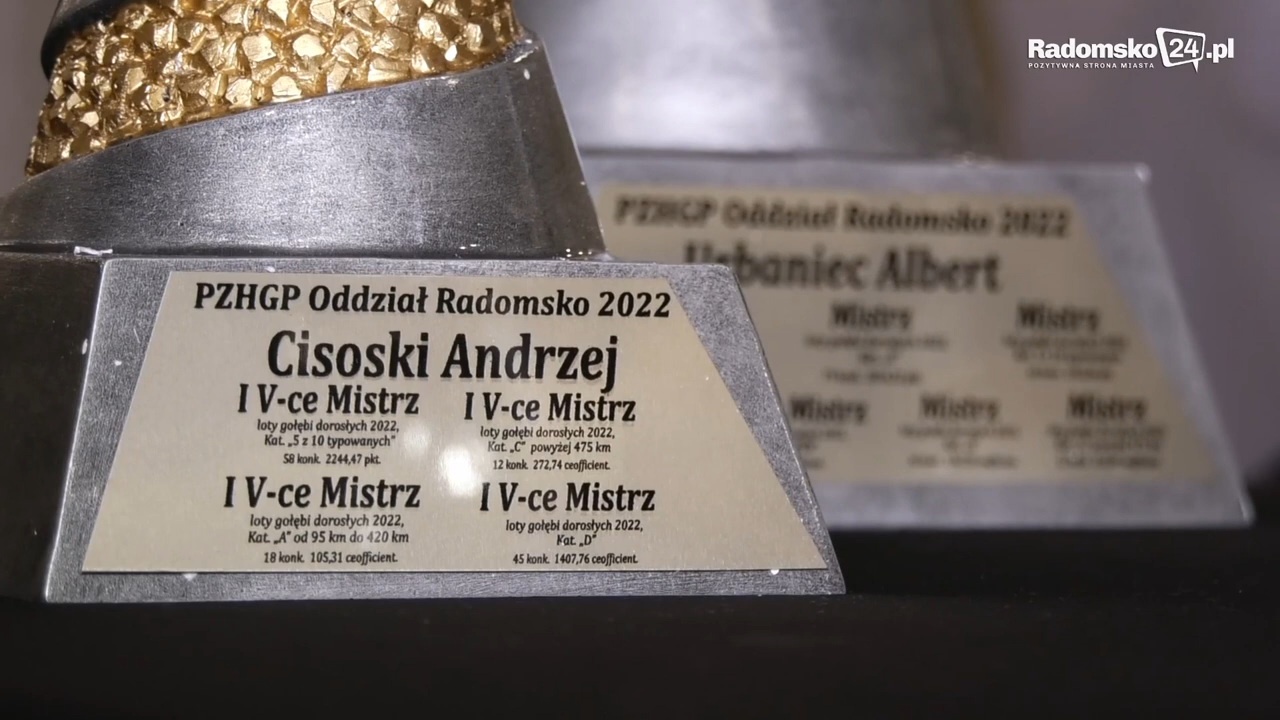 Radomsko24.pl
POZYTYWNA STRONA MIASTA
PZHGP Oddział Radomsko 2022
Cisoski Andrzej
I V-ce Mistrz
loty gołębi dorosłych 2022,
Kat. „5 z 10 typowanych"
58 konk. 2244,47 pkt.
I V-ce Mistrz
loty gołębi dorosłych 2022,
Kat. „C" powyżej 475 km
12 konk. 272,74 ceofficient.
I V-ce Mistrz
loty gołębi dorosłych 2022,
Kat. „A" od 95 km do 420 km
18 konk. 105,31 ceofficient.
I V-ce Mistrz
loty gołębi dorosłych 2022,
Kat. „D"
45 konk. 1407,76 ceofficient.
PZHGP Oddział Radomsko 2022
Urbaniec Albert
Mistrz Mistrz
Mistrz Mistrz Mistrz